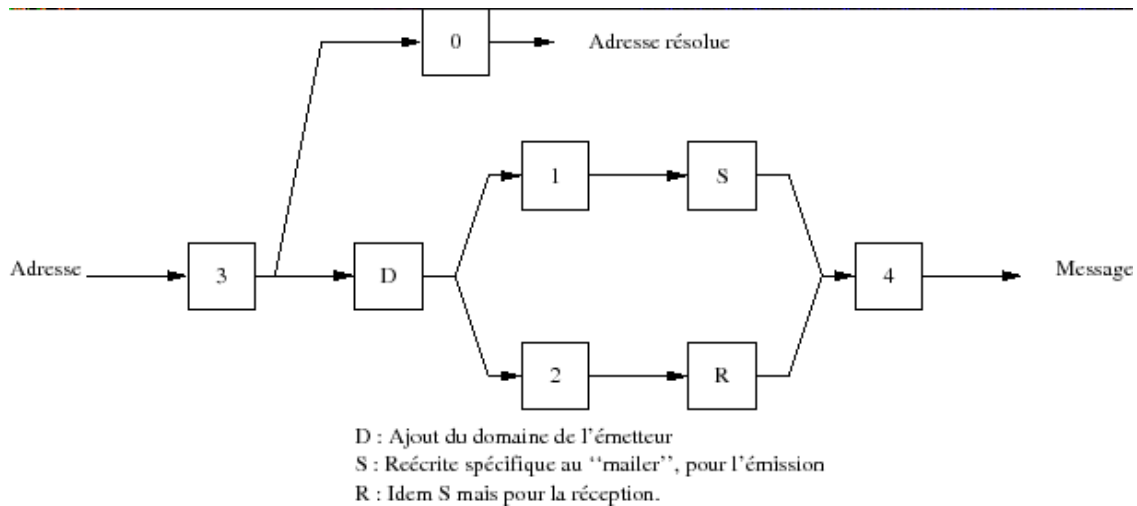 0
Adresse résolue
1
S
Adresse
3
D
4
Message
2
R
D : Ajout du domaine de l'émetteur
S : Reécrite spécifique au ‘‘mailer’’, pour l'émission
R : Idem S mais pour la réception.